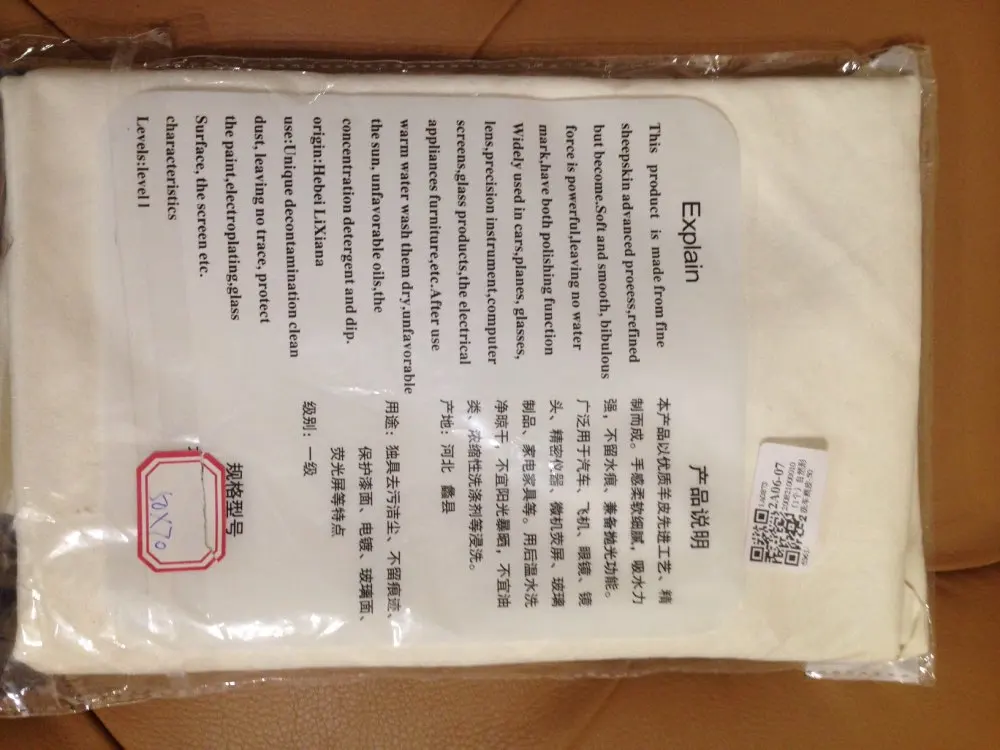 Explain
This product is made from fine
sheepskin advanced proeess,refined
but become.Soft and smooth, bibulous
force is powerful,leaving no water
mark,have both polishing function
Widely used in cars,planes, glasses,
lens,precision instrument,computer
screens,glass products,the electrical
appliances furniture,etc.After use
warm water wash them dry,unfavorable
the sun, unfavorable oils,the
concentration detergent and dip.
origin:Hebei LiXiana
use:Unique decontamination clean
dust, leaving no trace, protect
the paint,electroplating,glass
Surface, the screen etc.
characteristics
Levels:level 1
产品说明
本产品以优质羊皮先进工艺、精
制而成。手感柔软细腻，吸水力
强，不留水痕、兼备抛光功能。
广泛用于汽车、飞机、眼镜、镜
头、精密仪器、微机荧屏、玻璃
制品、家电家具等。用后温水洗
净晾干，不宜阳光暴晒，不宜油
类、浓缩性洗涤剂等浸洗。
产地：河北 蠡县
用途：独具去污洁尘、不留痕迹、
保护漆面、电镀、玻璃面、
荧光屏等特点
级别：一级
规格型号
50X70
2A06-07